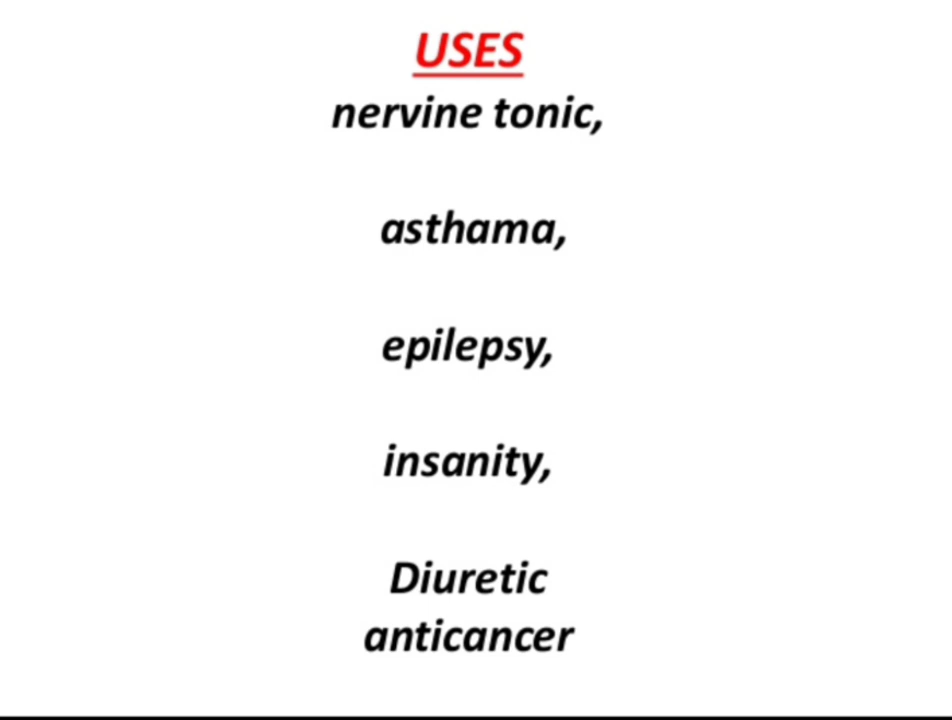 USES
nervine tonic,
asthama,
epilepsy,
insanity,
Diuretic
anticancer